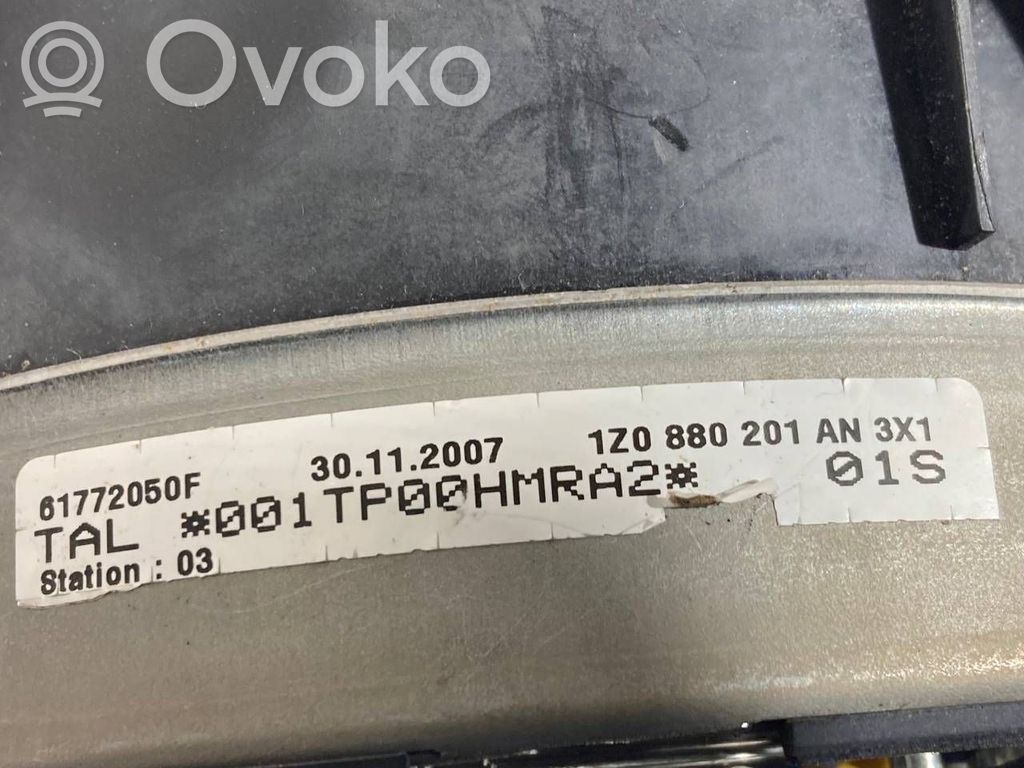 Ovoko
61772050F 30.11.2007 1Z0 880 201 AN 3X1
TAL *001TP00HMRA2* 01S
Station : 03